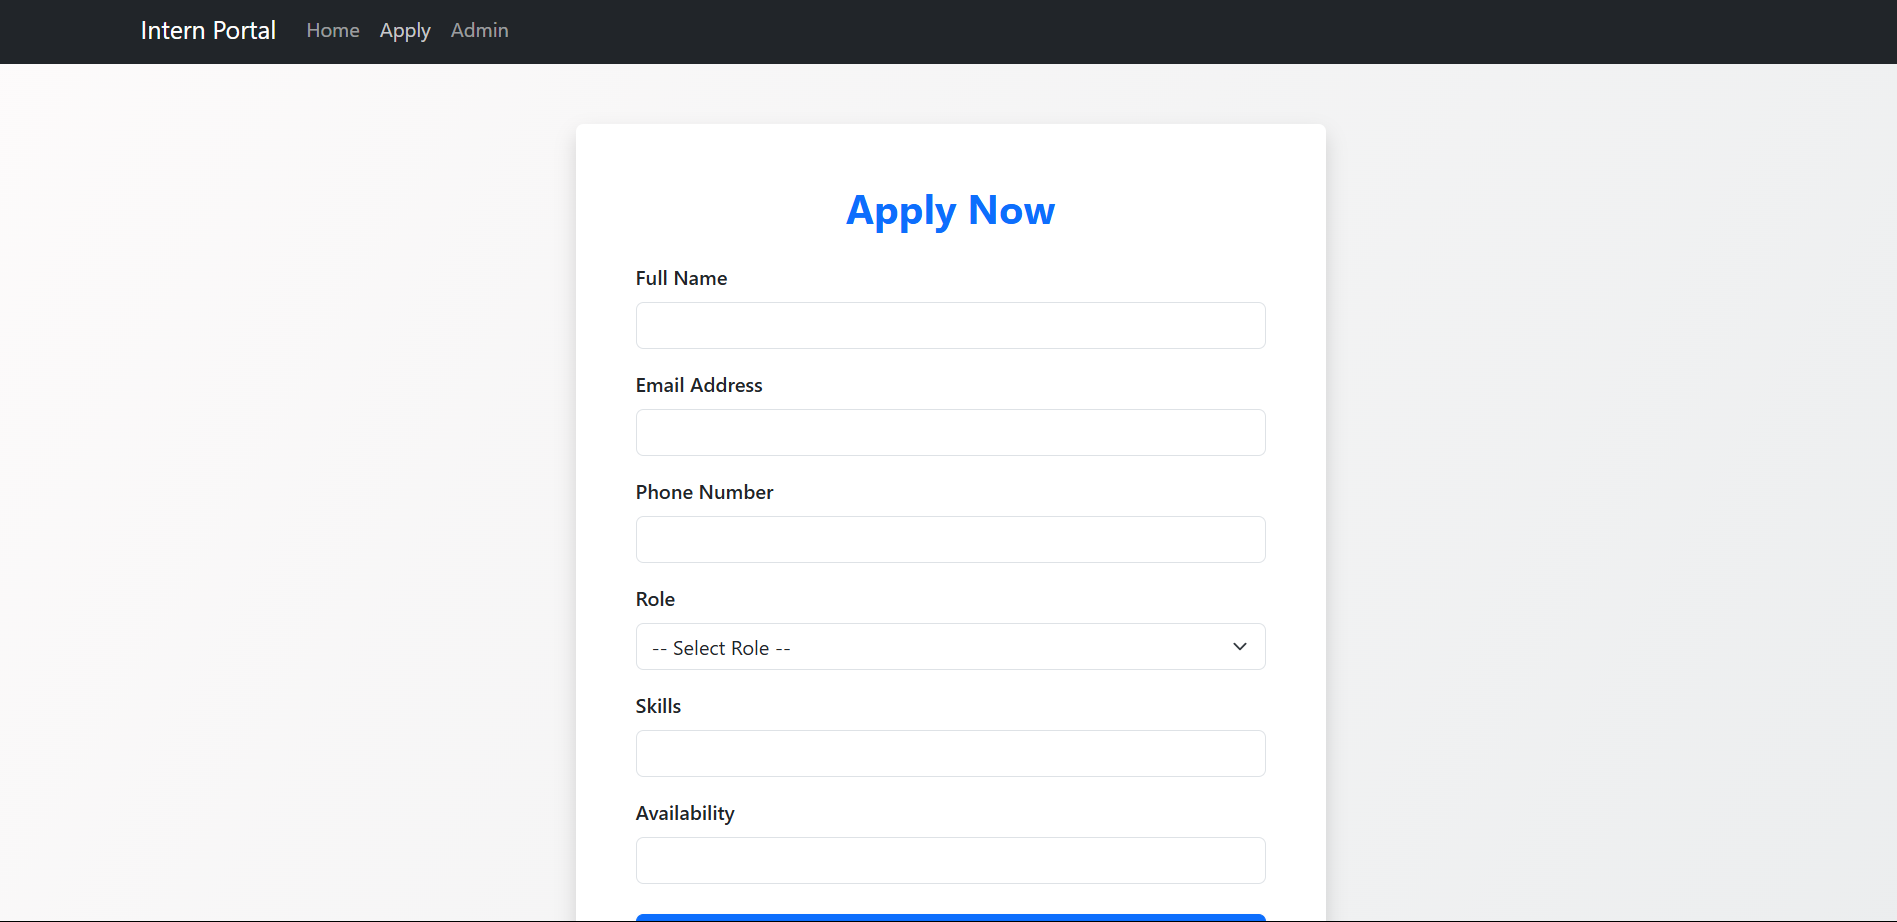 Intern Portal Home Apply Admin
Apply Now
Full Name
Email Address
Phone Number
Role
-- Select Role --
Skills
Availability